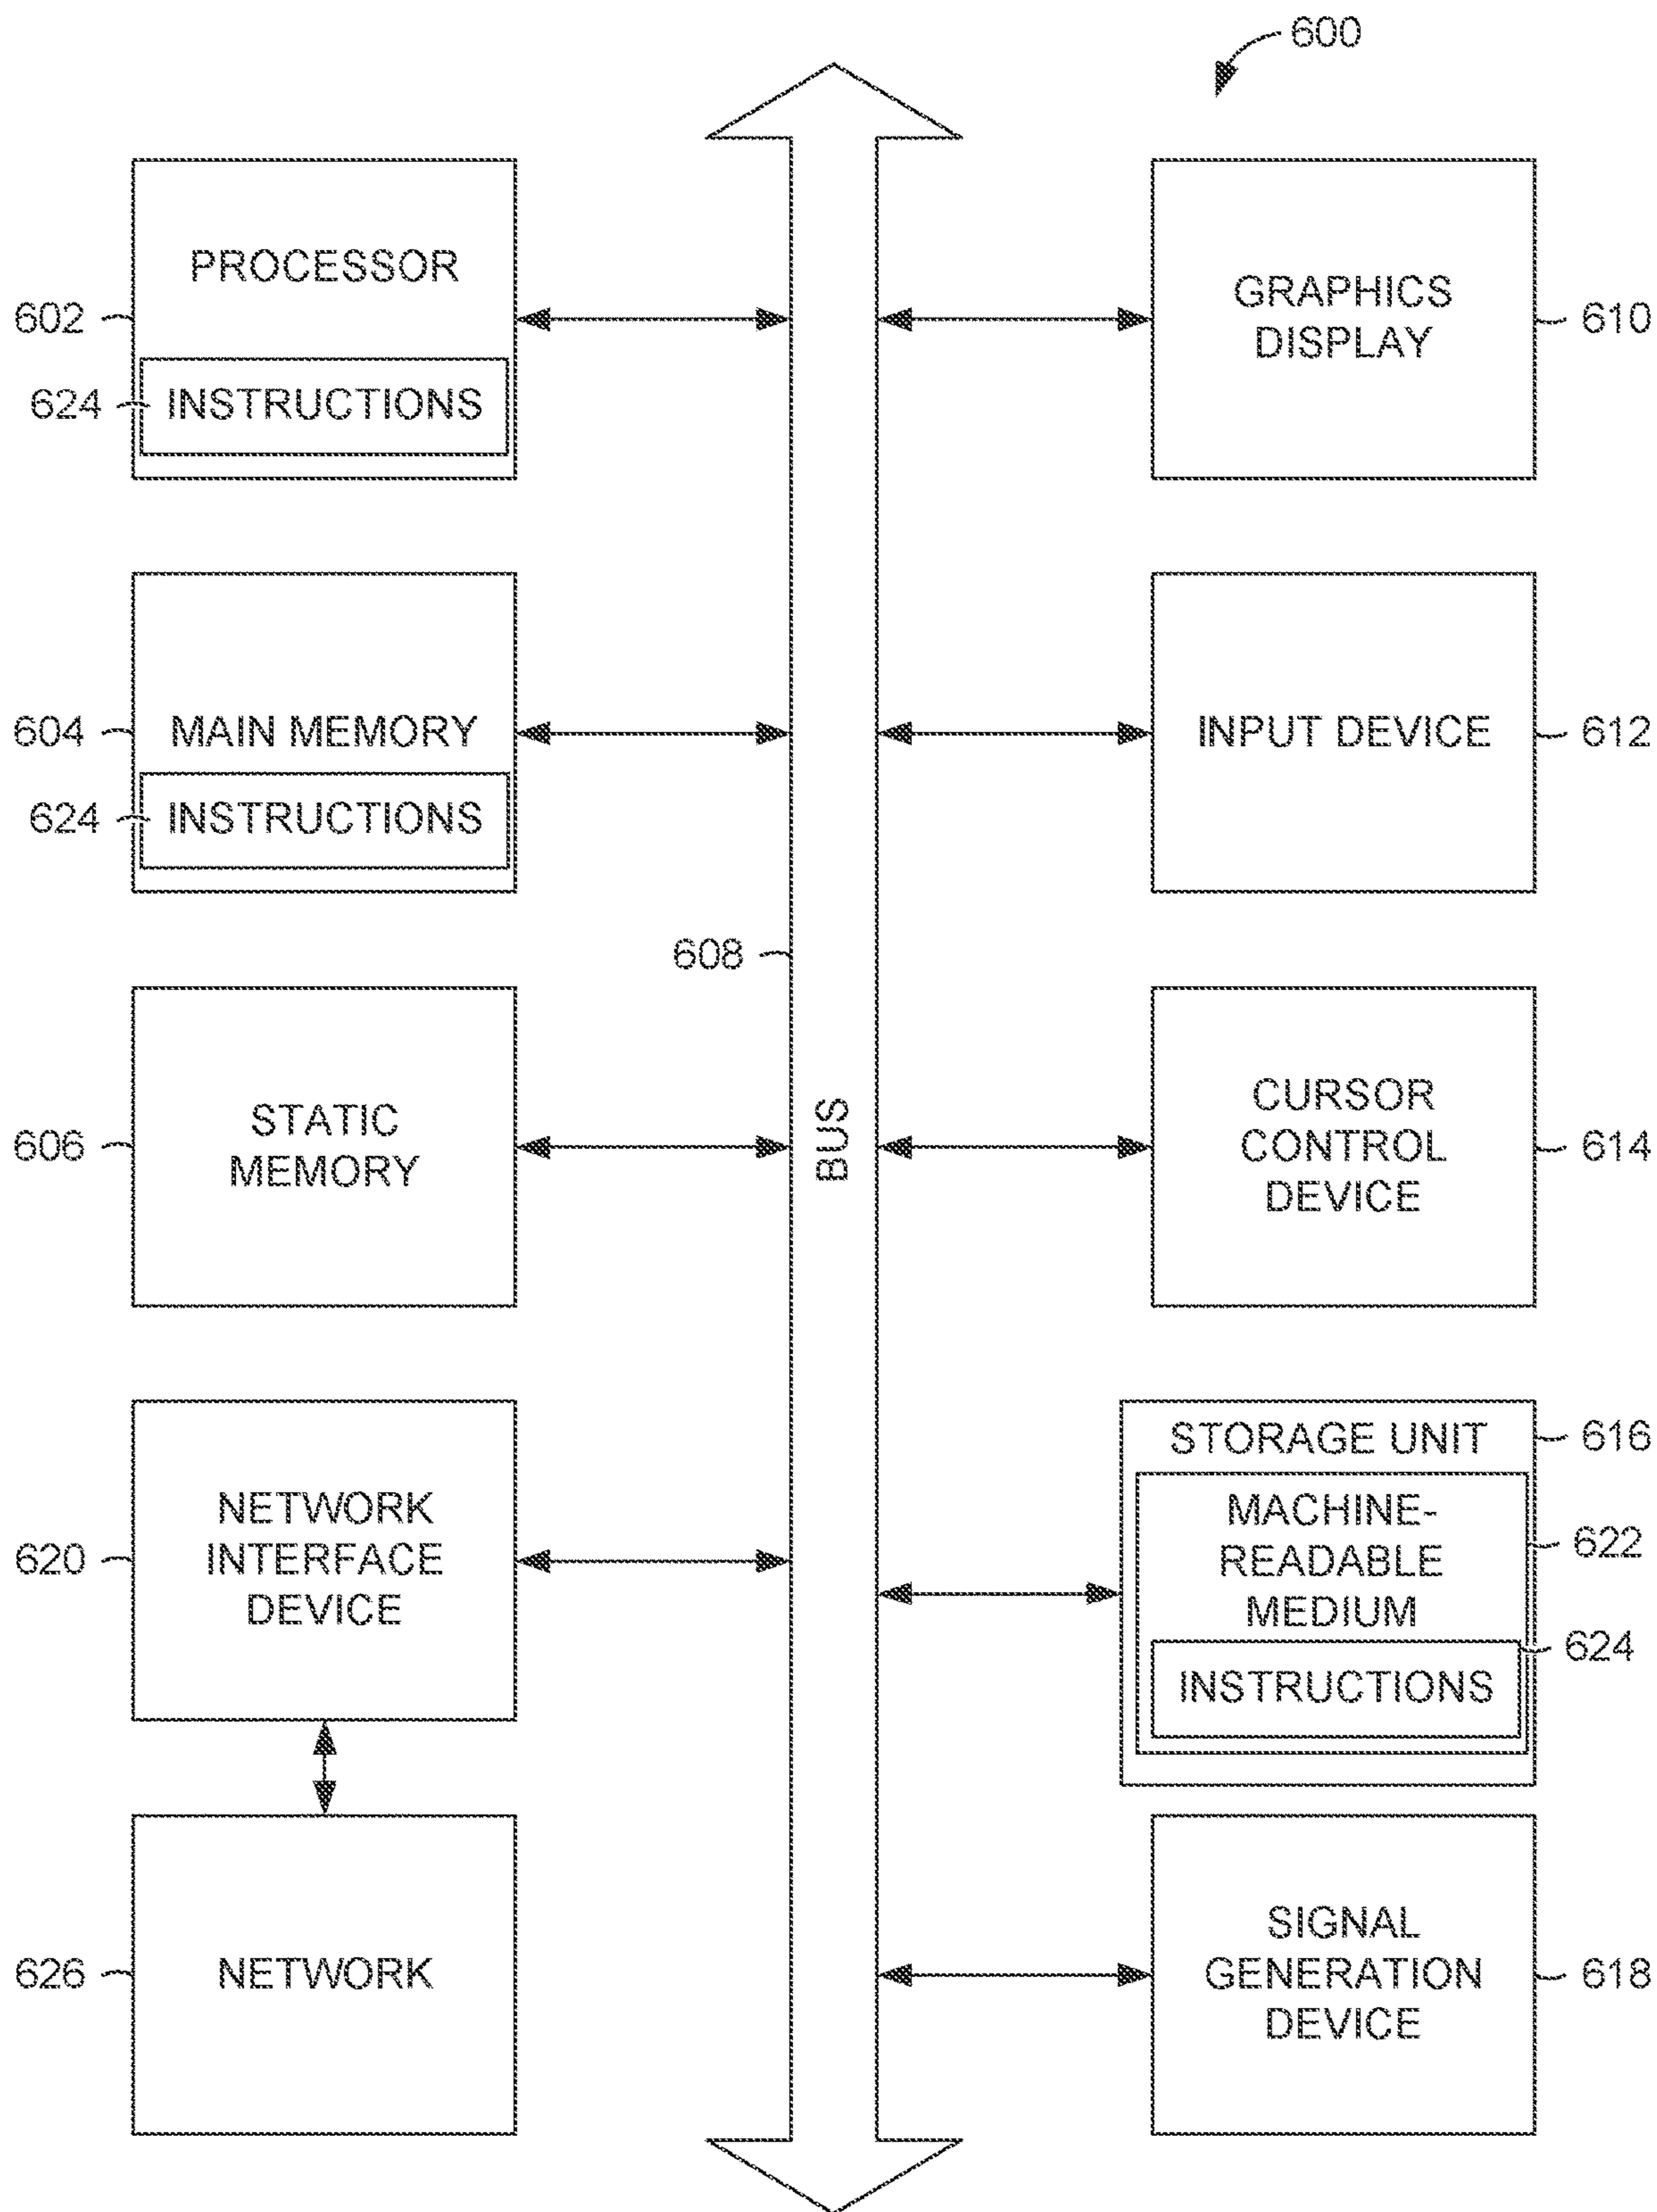 600
PROCESSOR
602
624
INSTRUCTIONS
GRAPHICS
DISPLAY
610
MAIN MEMORY
604
624
INSTRUCTIONS
INPUT DEVICE
612
608
BUS
STATIC
MEMORY
606
CURSOR
CONTROL
DEVICE
614
NETWORK
INTERFACE
DEVICE
620
STORAGE UNIT
616
MACHINE-
READABLE
MEDIUM
622
624
INSTRUCTIONS
NETWORK
626
SIGNAL
GENERATION
DEVICE
618